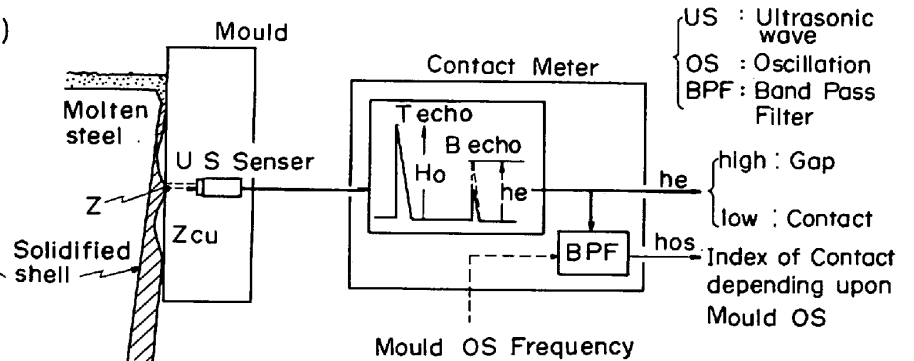 )
Mould
US : Ultrasonic
wave
OS : Oscillation
BPF : Band Pass
Filter
Contact Meter
Molten
steel
T echo
B echo
Ho
he
U S Senser
Z
Zcu
he
high : Gap
low : Contact
Solidified
shell
BPF
hos
Index of Contact
depending upon
Mould OS
Mould OS Frequency